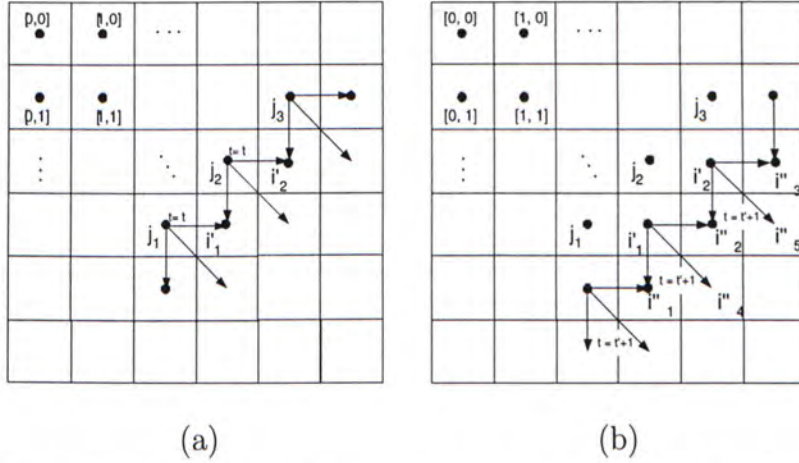 [0,0] [1,0] ...
[0,1] [1,1]
j3
j2 t= t i'2
j1 t= t i'1
(a)
[0, 0] [1, 0] ...
[0, 1] [1, 1]
j3
j2 i'2 i''3
t = t'+1
j1 i'1 i''2 i''5
t = t'+1
i''1 i''4
t = t'+1
(b)